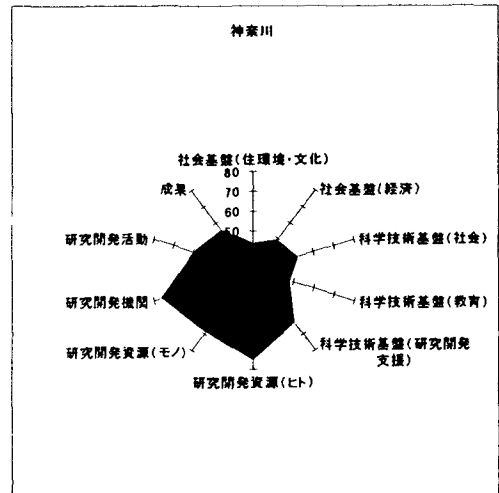 神奈川
社会基盤(住環境・文化)
80
70
60
50
成果
社会基盤(経済)
研究開発活動
科学技術基盤(社会)
研究開発機関
科学技術基盤(教育)
研究開発資源(モノ)
科学技術基盤(研究開発
支援)
研究開発資源(ヒト)